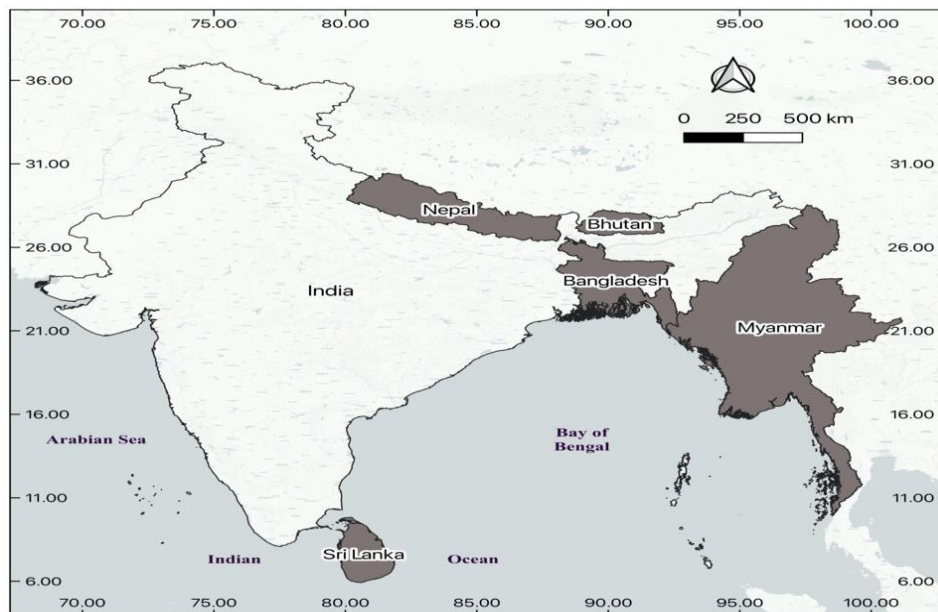 70.00 75.00 80.00 85.00 90.00 95.00 100.00
36.00 36.00
0 250 500 km
31.00 31.00
Nepal
Bhutan
26.00 26.00
Bangladesh
India
21.00 Myanmar 21.00
16.00 16.00
Arabian Sea
Bay of
Bengal
11.00 11.00
Sri Lanka
Indian Ocean
6.00 6.00
70.00 75.00 80.00 85.00 90.00 95.00 100.00